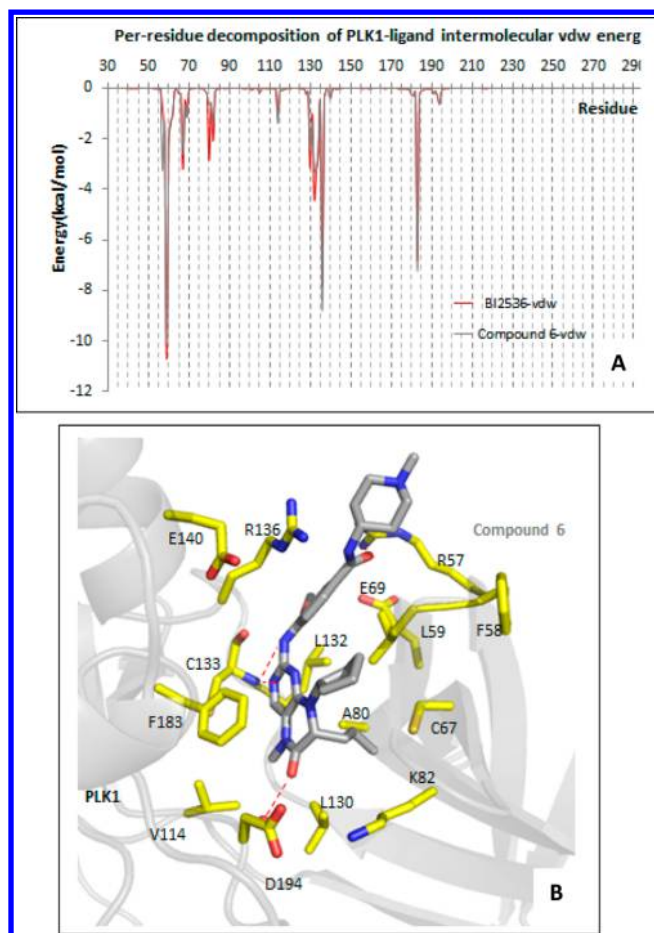 Per-residue decomposition of PLK1-ligand intermolecular vdw energ
30 50 70 90 110 130 150 170 190 210 230 250 270 290
0
Residue
-2
-4
-6
-8
-10
-12
Energy(kcal/mol)
BI2536-vdw
Compound 6-vdw
A
Compound 6
R136
E140
R57
E69
L59
F58
L132
C133
A80
C67
F183
K82
PLK1
L130
V114
D194
B